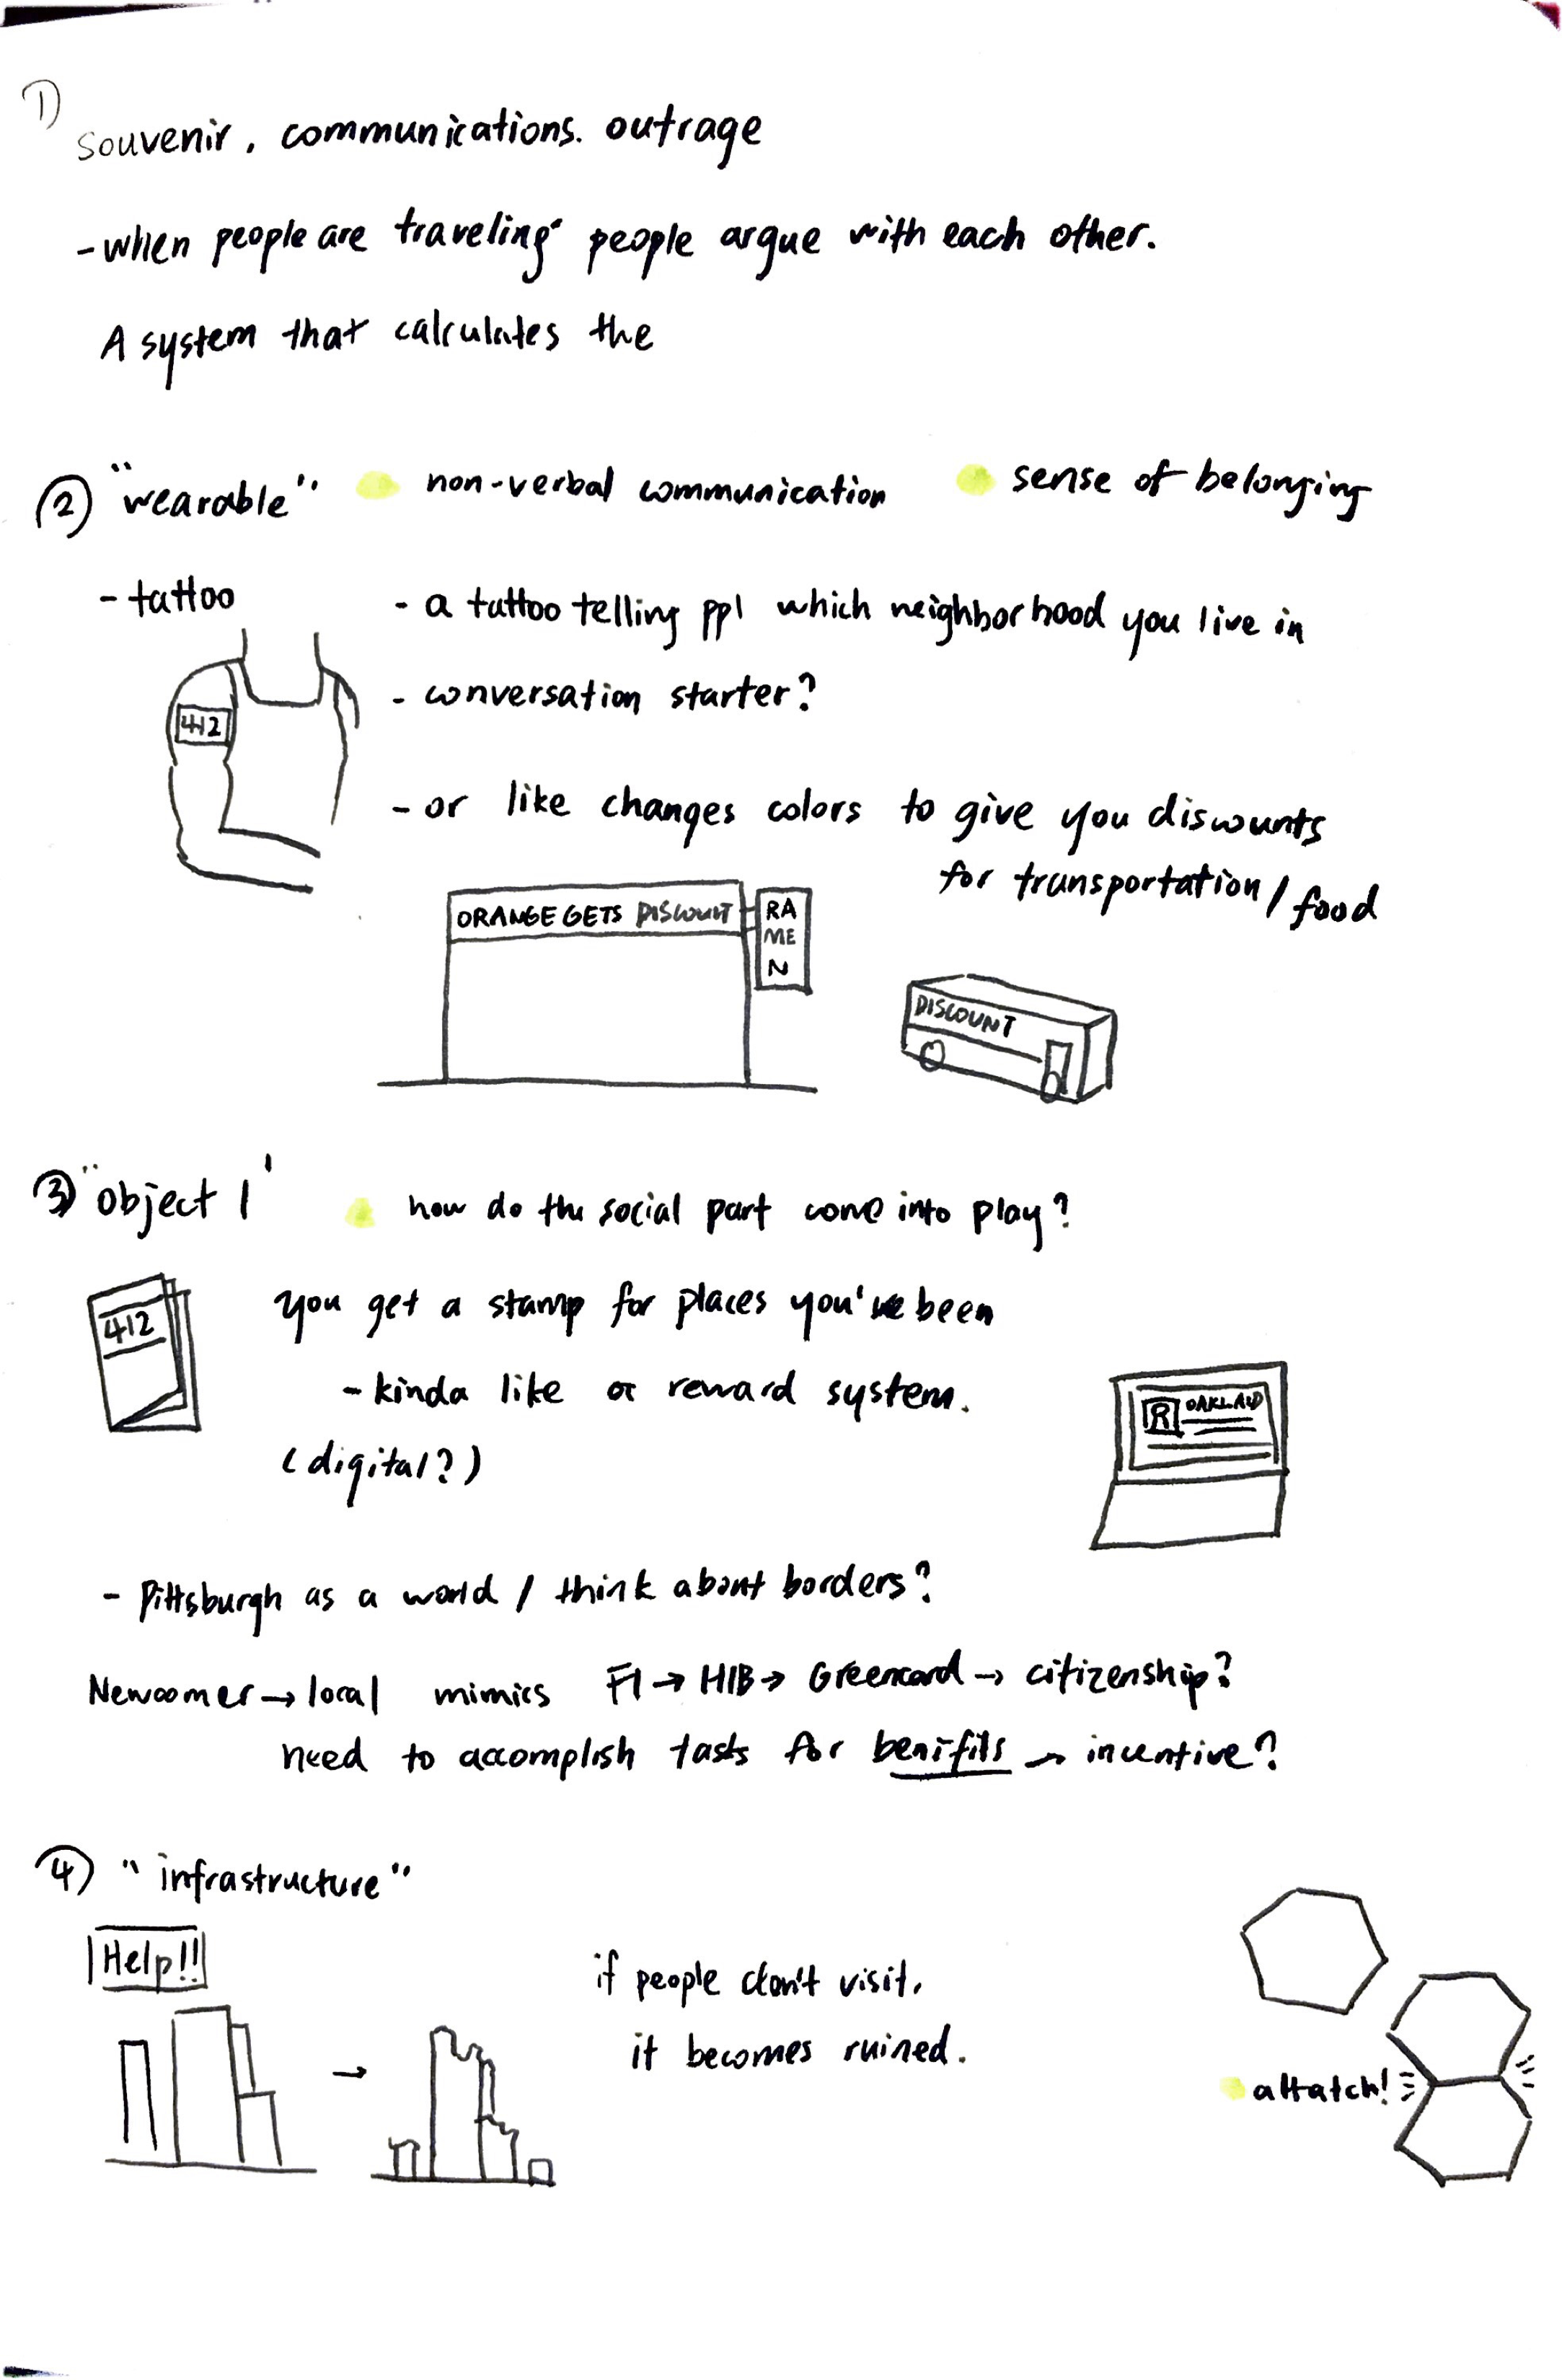 1)
souvenir, communications. outrage
- when people are traveling people argue with each other.
A system that calculates the
② "wearable" non-verbal communication sense of belonging
- tattoo
- a tattoo telling ppl which neighborhood you live in
412
- conversation starter?
- or like changes colors to give you discounts
for transportation / food
ORANGE GETS DISCOUNT
RA
ME
N
DISCOUNT
③ "object 1" how do the social part come into play?
412
you get a stamp for places you've been
- kinda like a reward system.
(digital?)
R OAKLAND
- Pittsburgh as a world / think about borders?
Newcomer → local mimics F1 → H1B → Greencard → citizenship?
need to accomplish tasks for benifits → incentive?
④ "infrastructure"
Help!!
if people don't visit,
it becomes ruined.
attatch!